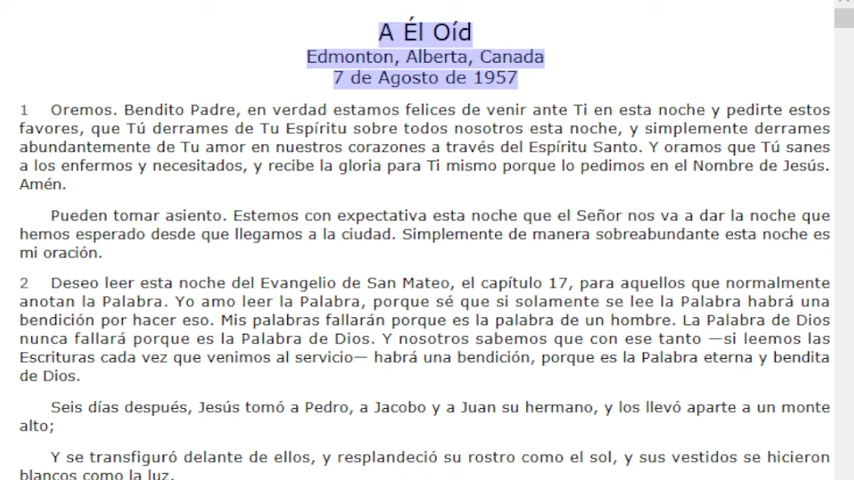 A Él Oíd
Edmonton, Alberta, Canada
7 de Agosto de 1957
1 Oremos. Bendito Padre, en verdad estamos felices de venir ante Ti en esta noche y pedirte estos
favores, que Tú derrames de Tu Espíritu sobre todos nosotros esta noche, y simplemente derrames
abundantemente de Tu amor en nuestros corazones a través del Espíritu Santo. Y oramos que Tú sanes
a los enfermos y necesitados, y recibe la gloria para Ti mismo porque lo pedimos en el Nombre de Jesús.
Amén.
Pueden tomar asiento. Estemos con expectativa esta noche que el Señor nos va a dar la noche que
hemos esperado desde que llegamos a la ciudad. Simplemente de manera sobreabundante esta noche es
mi oración.
2 Deseo leer esta noche del Evangelio de San Mateo, el capítulo 17, para aquellos que normalmente
anotan la Palabra. Yo amo leer la Palabra, porque sé que si solamente se lee la Palabra habrá una
bendición por hacer eso. Mis palabras fallarán porque es la palabra de un hombre. La Palabra de Dios
nunca fallará porque es la Palabra de Dios. Y nosotros sabemos que con ese tanto —si leemos las
Escrituras cada vez que venimos al servicio— habrá una bendición, porque es la Palabra eterna y bendita
de Dios.
Seis días después, Jesús tomó a Pedro, a Jacobo y a Juan su hermano, y los llevó aparte a un monte
alto;
Y se transfiguró delante de ellos, y resplandeció su rostro como el sol, y sus vestidos se hicieron
blancos como la luz.